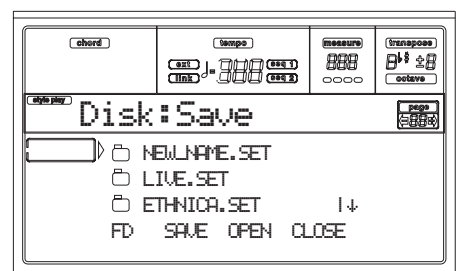 chord tempo measure transpose
ext seq 1
link seq 2
octave
style play
Disk:Save page
NEW_NAME.SET
LIVE.SET
ETHNICA.SET
FD SAVE OPEN CLOSE